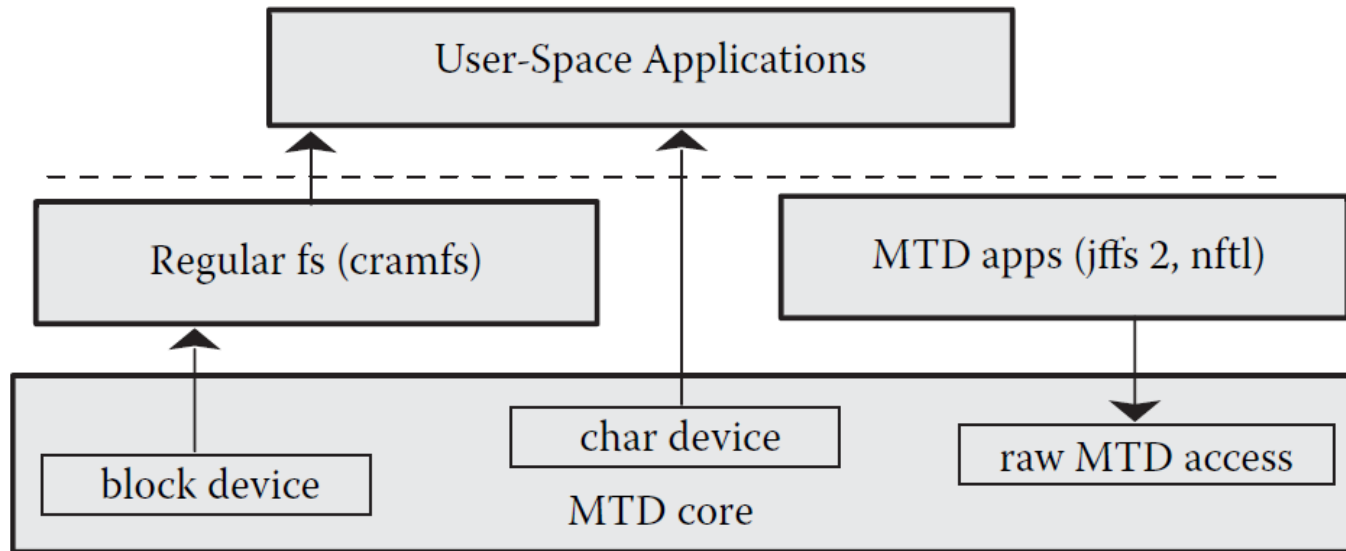 User-Space Applications
Regular fs (cramfs)
MTD apps (jffs 2, nftl)
block device
char device
raw MTD access
MTD core